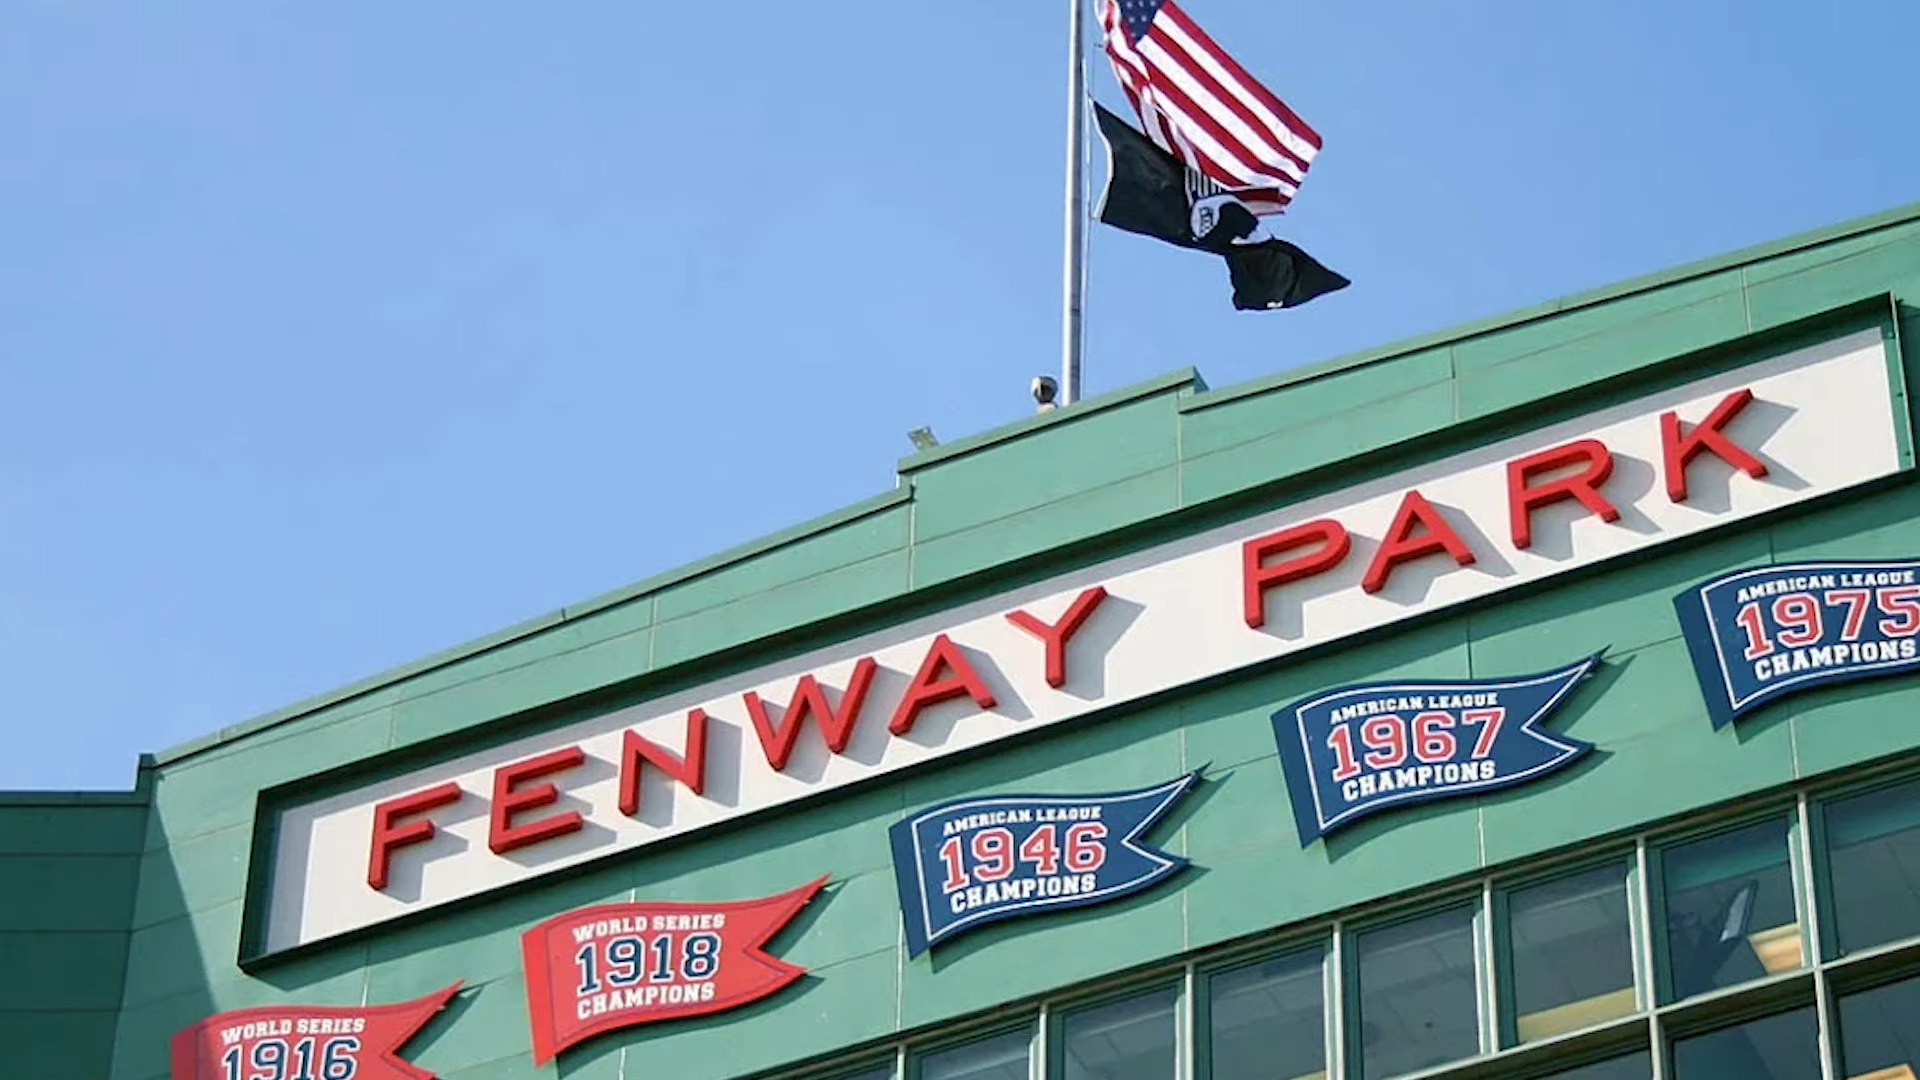 FENWAY PARK
WORLD SERIES
1916
WORLD SERIES
1918
CHAMPIONS
AMERICAN LEAGUE
1946
CHAMPIONS
AMERICAN LEAGUE
1967
CHAMPIONS
AMERICAN LEAGUE
1975
CHAMPIONS